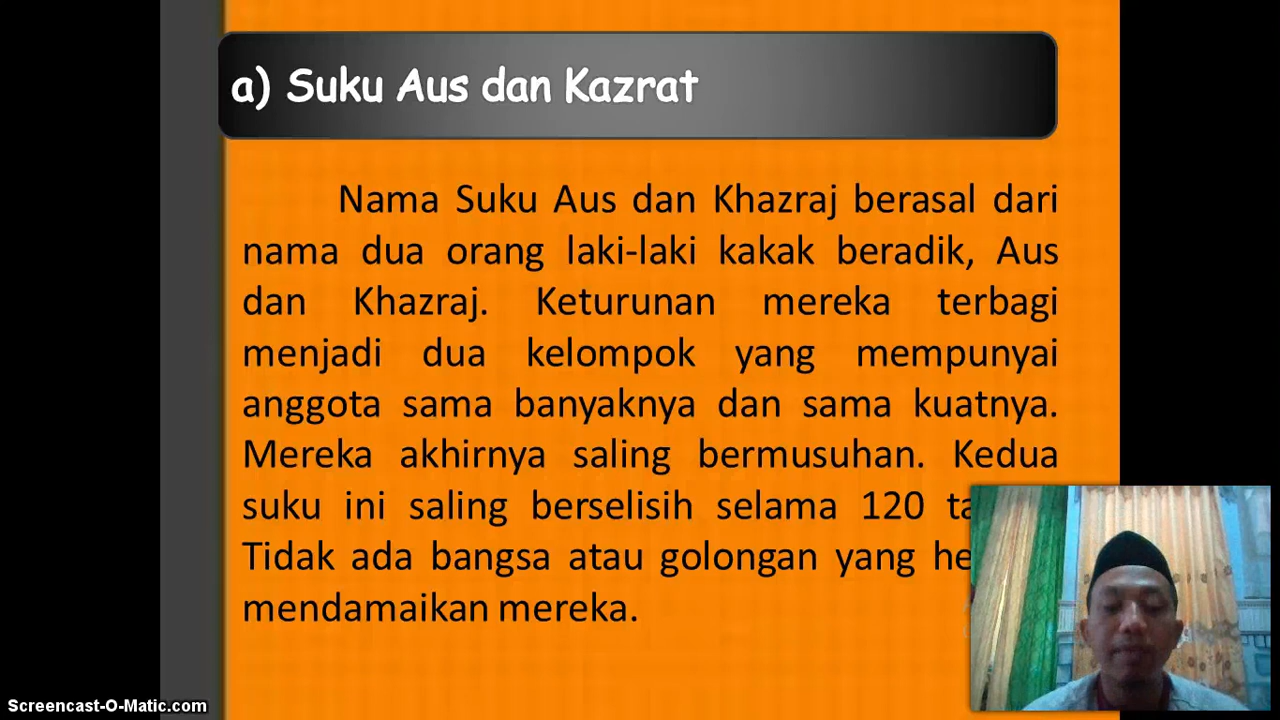 a) Suku Aus dan Kazrat
Nama Suku Aus dan Khazraj berasal dari
nama dua orang laki-laki kakak beradik, Aus
dan Khazraj. Keturunan mereka terbagi
menjadi dua kelompok yang mempunyai
anggota sama banyaknya dan sama kuatnya.
Mereka akhirnya saling bermusuhan. Kedua
suku ini saling berselisih selama 120
Tidak ada bangsa atau golongan yang
mendamaikan mereka.
Screencast-O-Matic.com